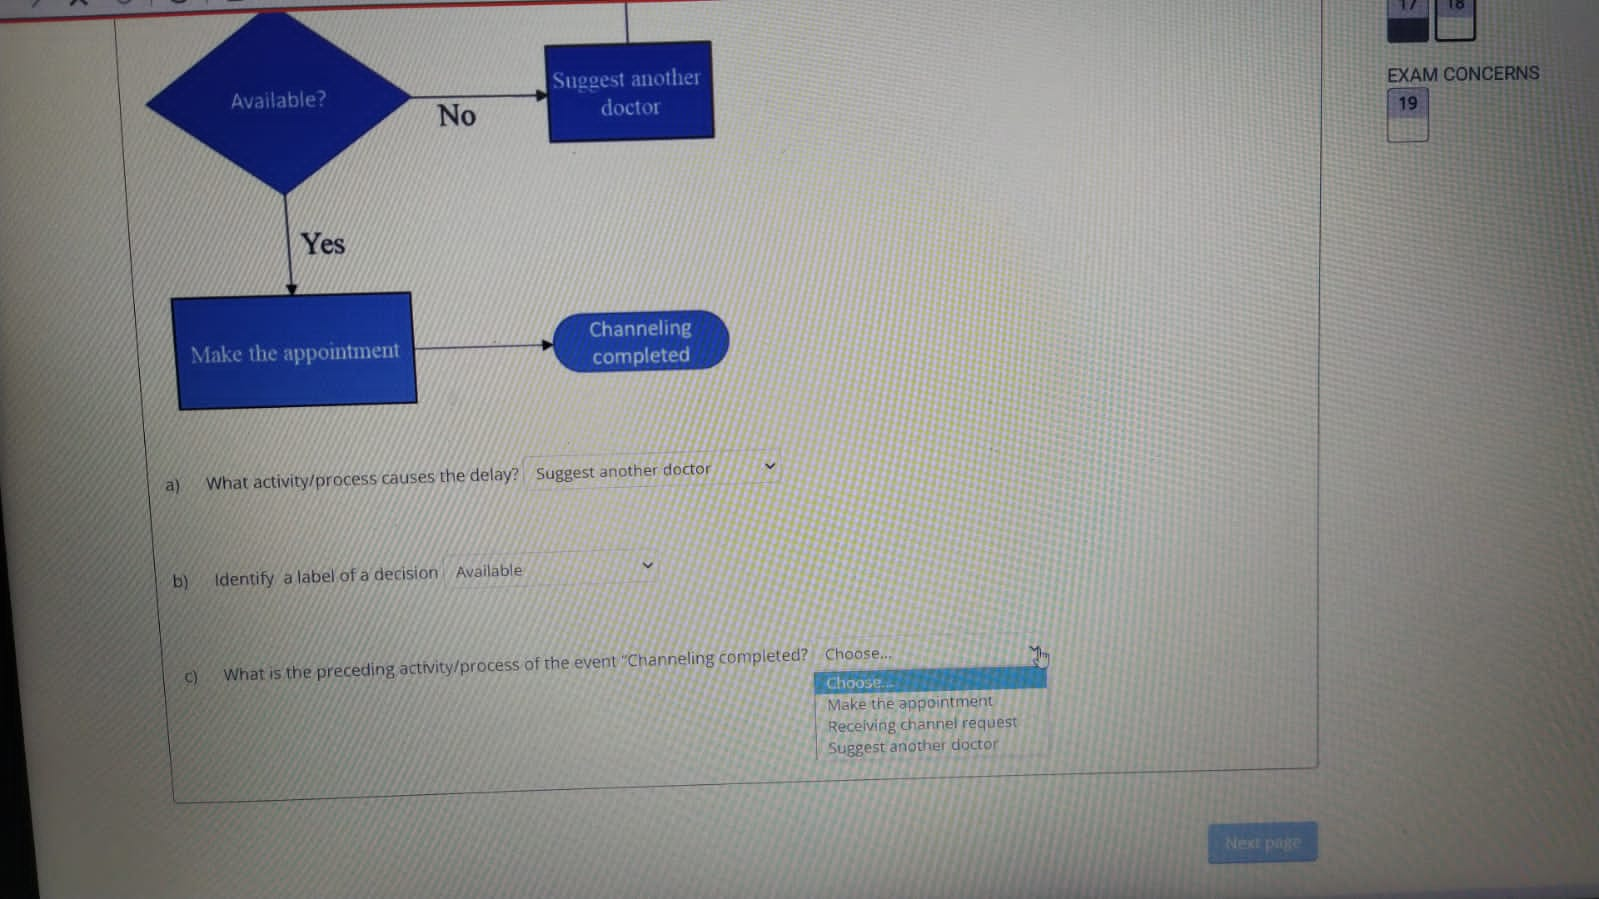 17
18
EXAM CONCERNS
19
Available?
No
Suggest another
doctor
Yes
Make the appointment
Channeling
completed
a) What activity/process causes the delay? Suggest another doctor
b) Identify a label of a decision Available
c) What is the preceding activity/process of the event "Channeling completed? Choose...
Choose...
Make the appointment
Receiving channel request
Suggest another doctor
Next page